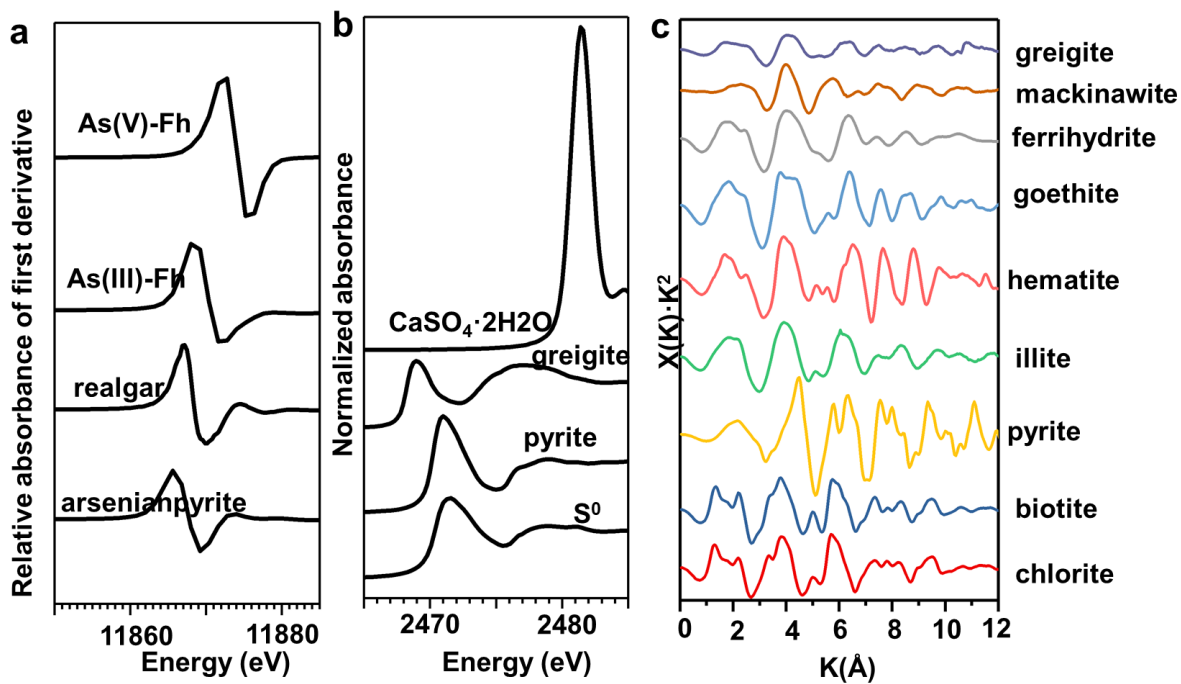 a
Relative absorbance of first derivative
As(V)-Fh
As(III)-Fh
realgar
arsenianpyrite
11860
11880
Energy (eV)
b
Normalized absorbance
CaSO₄·2H2O
greigite
pyrite
S⁰
2470
2480
Energy (eV)
c
X(K)·K²
greigite
mackinawite
ferrihydrite
goethite
hematite
illite
pyrite
biotite
chlorite
0 2 4 6 8 10 12
K(Å)